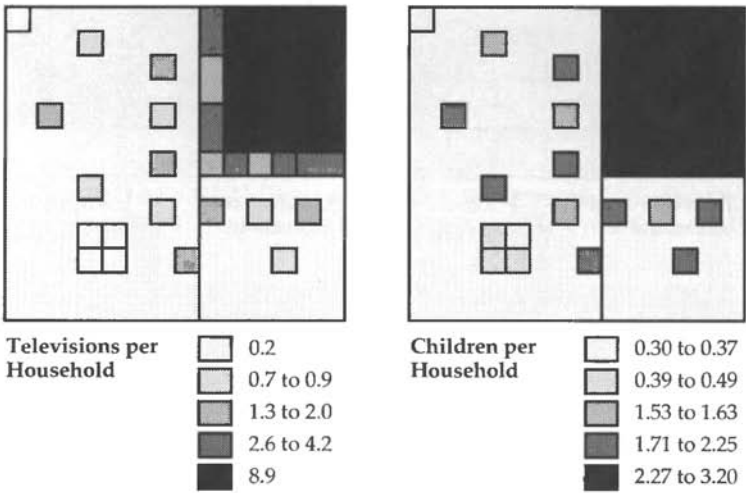 Televisions per
Household
0.2
0.7 to 0.9
1.3 to 2.0
2.6 to 4.2
8.9
Children per
Household
0.30 to 0.37
0.39 to 0.49
1.53 to 1.63
1.71 to 2.25
2.27 to 3.20